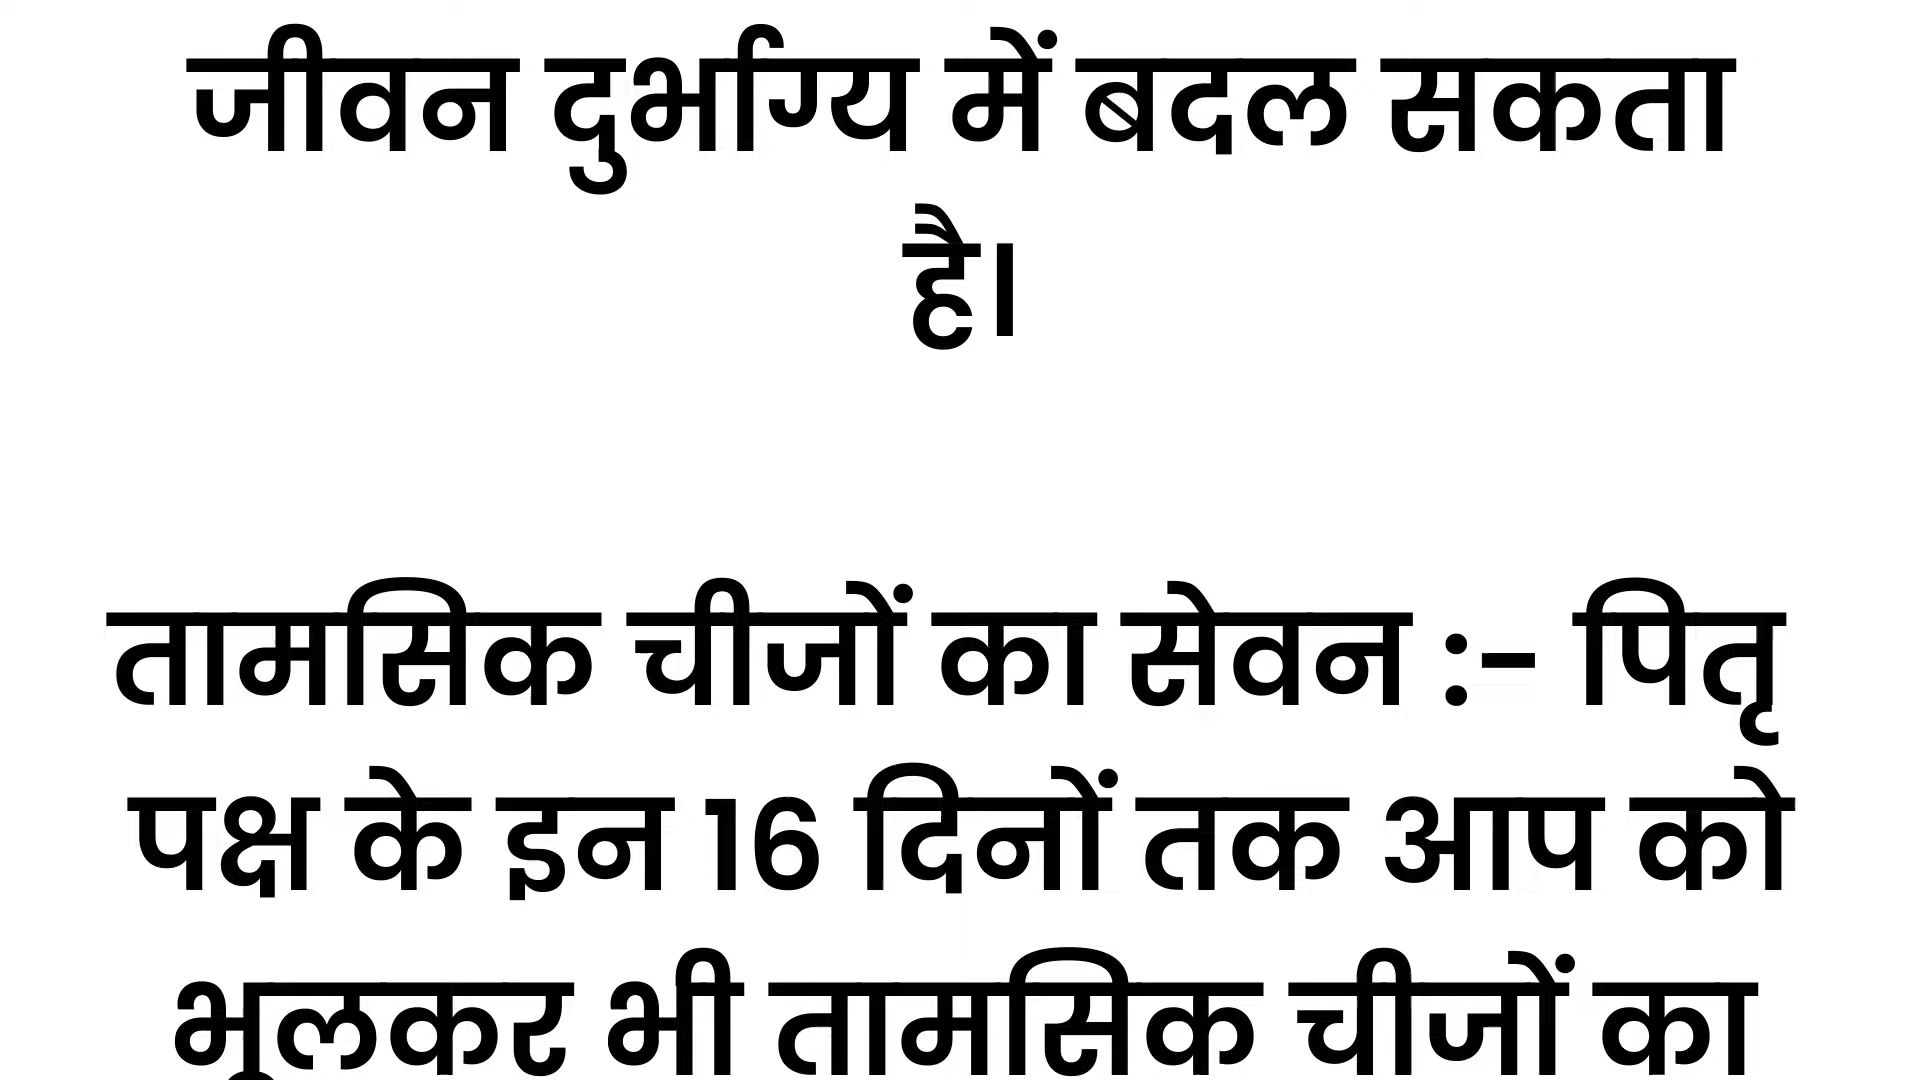 जीवन दुर्भाग्य में बदल सकता
है।
तामसिक चीजों का सेवन :- पितृ
पक्ष के इन 16 दिनों तक आप को
भूलकर भी तामसिक चीजों का